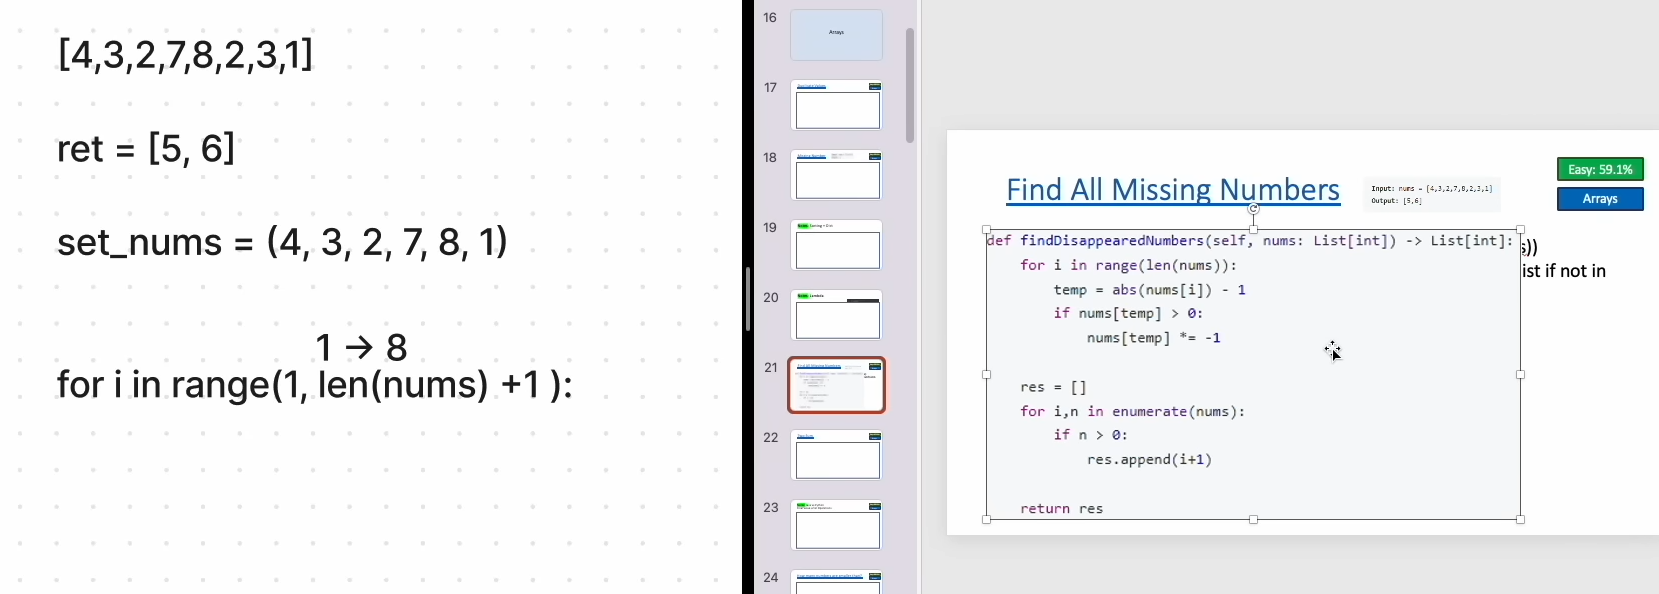 [4,3,2,7,8,2,3,1]
ret = [5, 6]
set_nums = (4, 3, 2, 7, 8, 1)
1 → 8
for i in range(1, len(nums) +1 ):
16
Arrays
17
18
19
20
21
22
23
24
Find All Missing Numbers
Input: nums = [4,3,2,7,8,2,3,1]
Output: [5,6]
Easy: 59.1%
Arrays
def findDisappearedNumbers(self, nums: List[int]) -> List[int]:
for i in range(len(nums)):
temp = abs(nums[i]) - 1
if nums[temp] > 0:
nums[temp] *= -1
res = []
for i,n in enumerate(nums):
if n > 0:
res.append(i+1)
return res
))
ist if not in